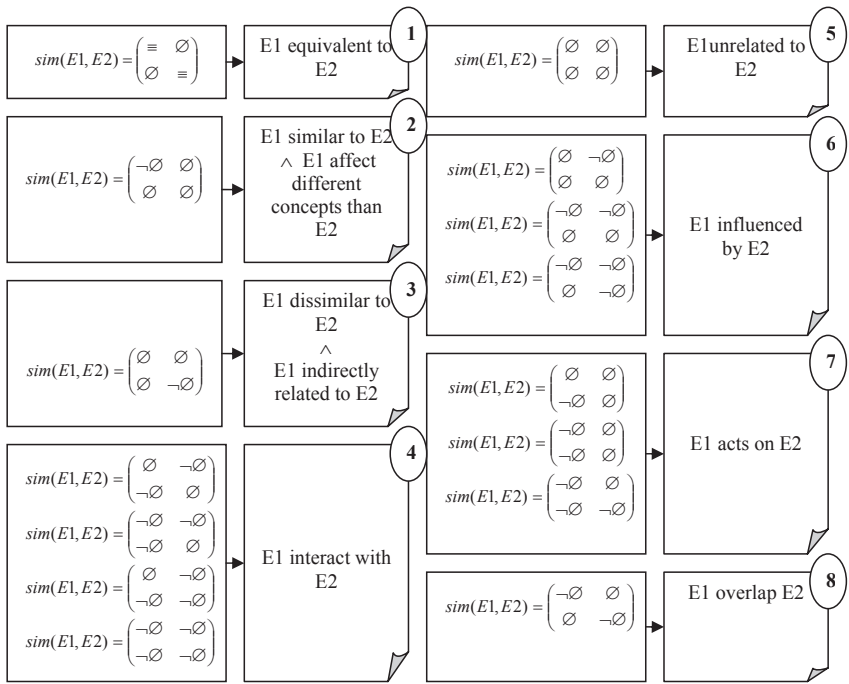 1
sim(E1, E2) = (≡ ∅
∅ ≡)
E1 equivalent to
E2
2
sim(E1, E2) = (¬∅ ∅
∅ ∅)
E1 similar to E2
∧ E1 affect
different
concepts than
E2
3
sim(E1, E2) = (∅ ∅
∅ ¬∅)
E1 dissimilar to
E2
∧
E1 indirectly
related to E2
4
sim(E1, E2) = (∅ ¬∅
¬∅ ∅)
sim(E1, E2) = (¬∅ ¬∅
¬∅ ∅)
sim(E1, E2) = (∅ ¬∅
¬∅ ¬∅)
sim(E1, E2) = (¬∅ ¬∅
¬∅ ¬∅)
E1 interact with
E2
5
sim(E1, E2) = (∅ ∅
∅ ∅)
E1unrelated to
E2
6
sim(E1, E2) = (∅ ¬∅
∅ ∅)
sim(E1, E2) = (¬∅ ¬∅
∅ ∅)
sim(E1, E2) = (¬∅ ¬∅
∅ ¬∅)
E1 influenced
by E2
7
sim(E1, E2) = (∅ ∅
¬∅ ∅)
sim(E1, E2) = (¬∅ ∅
¬∅ ∅)
sim(E1, E2) = (¬∅ ∅
¬∅ ¬∅)
E1 acts on E2
8
sim(E1, E2) = (¬∅ ∅
∅ ¬∅)
E1 overlap E2